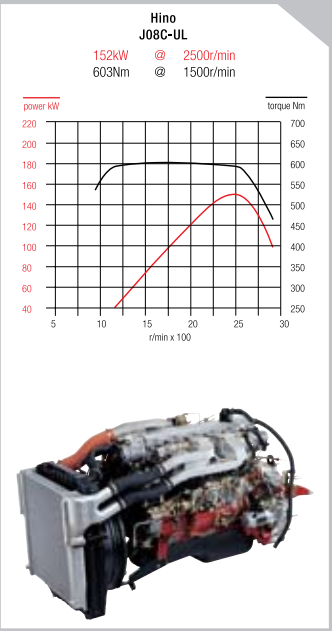 Hino
J08C-UL
152kW @ 2500r/min
603Nm @ 1500r/min
power kW torque Nm
220 700
200 650
180 600
160 550
140 500
120 450
100 400
80 350
60 300
40 250
5 10 15 20 25 30
r/min x 100